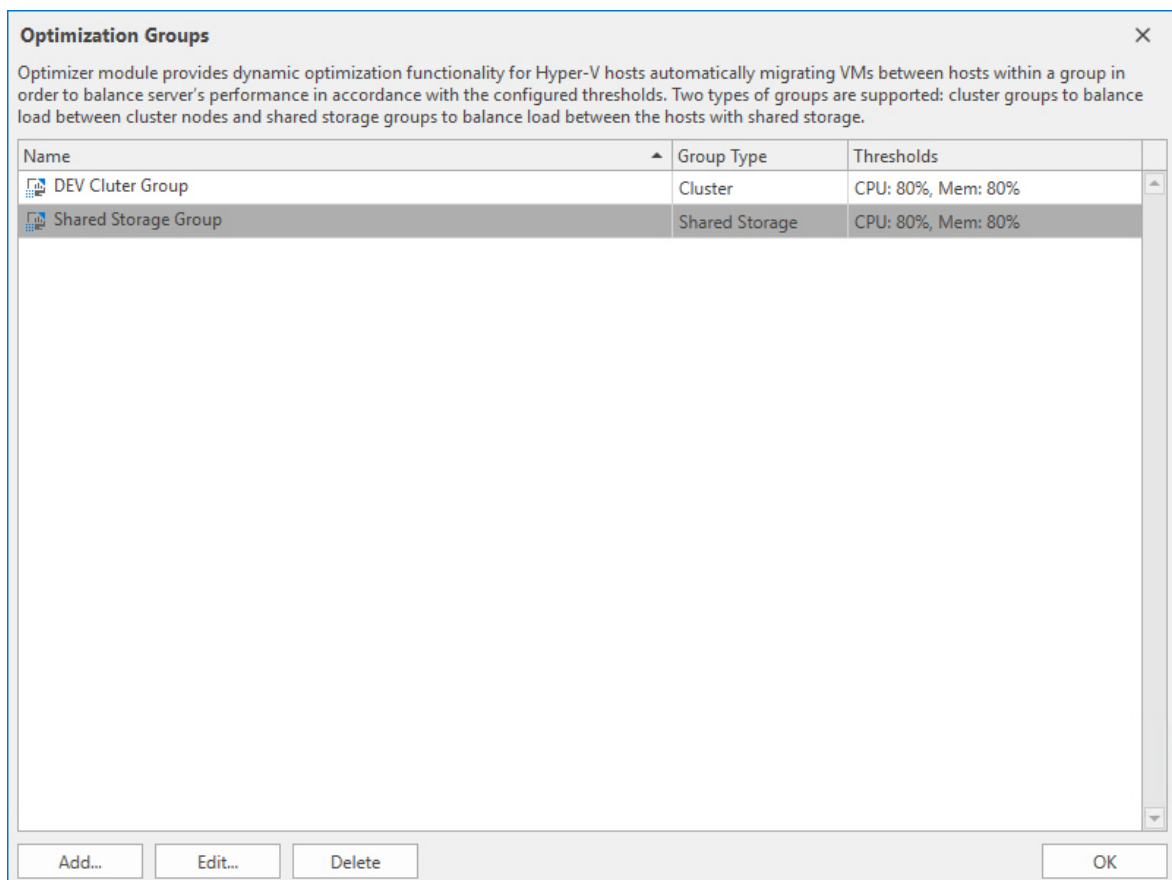 Optimization Groups
Optimizer module provides dynamic optimization functionality for Hyper-V hosts automatically migrating VMs between hosts within a group in
order to balance server's performance in accordance with the configured thresholds. Two types of groups are supported: cluster groups to balance
load between cluster nodes and shared storage groups to balance load between the hosts with shared storage.
Name Group Type Thresholds
DEV Cluter Group Cluster CPU: 80%, Mem: 80%
Shared Storage Group Shared Storage CPU: 80%, Mem: 80%
Add... Edit... Delete OK